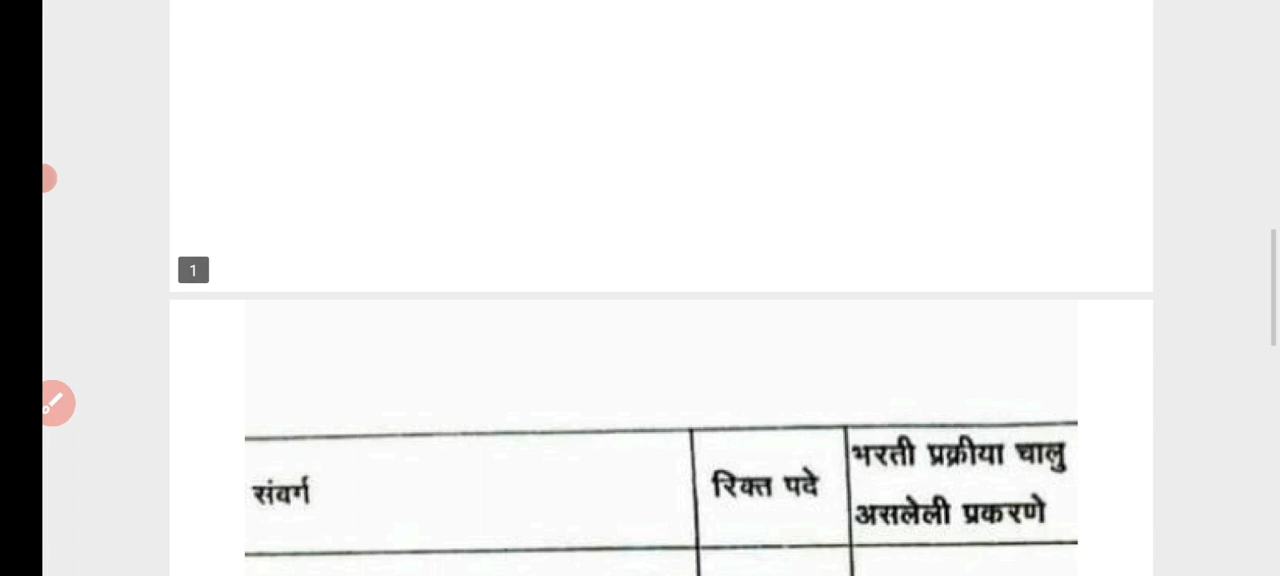 1
संवर्ग
रिक्त पदे
भरती प्रक्रीया चालु
असलेली प्रकरणे